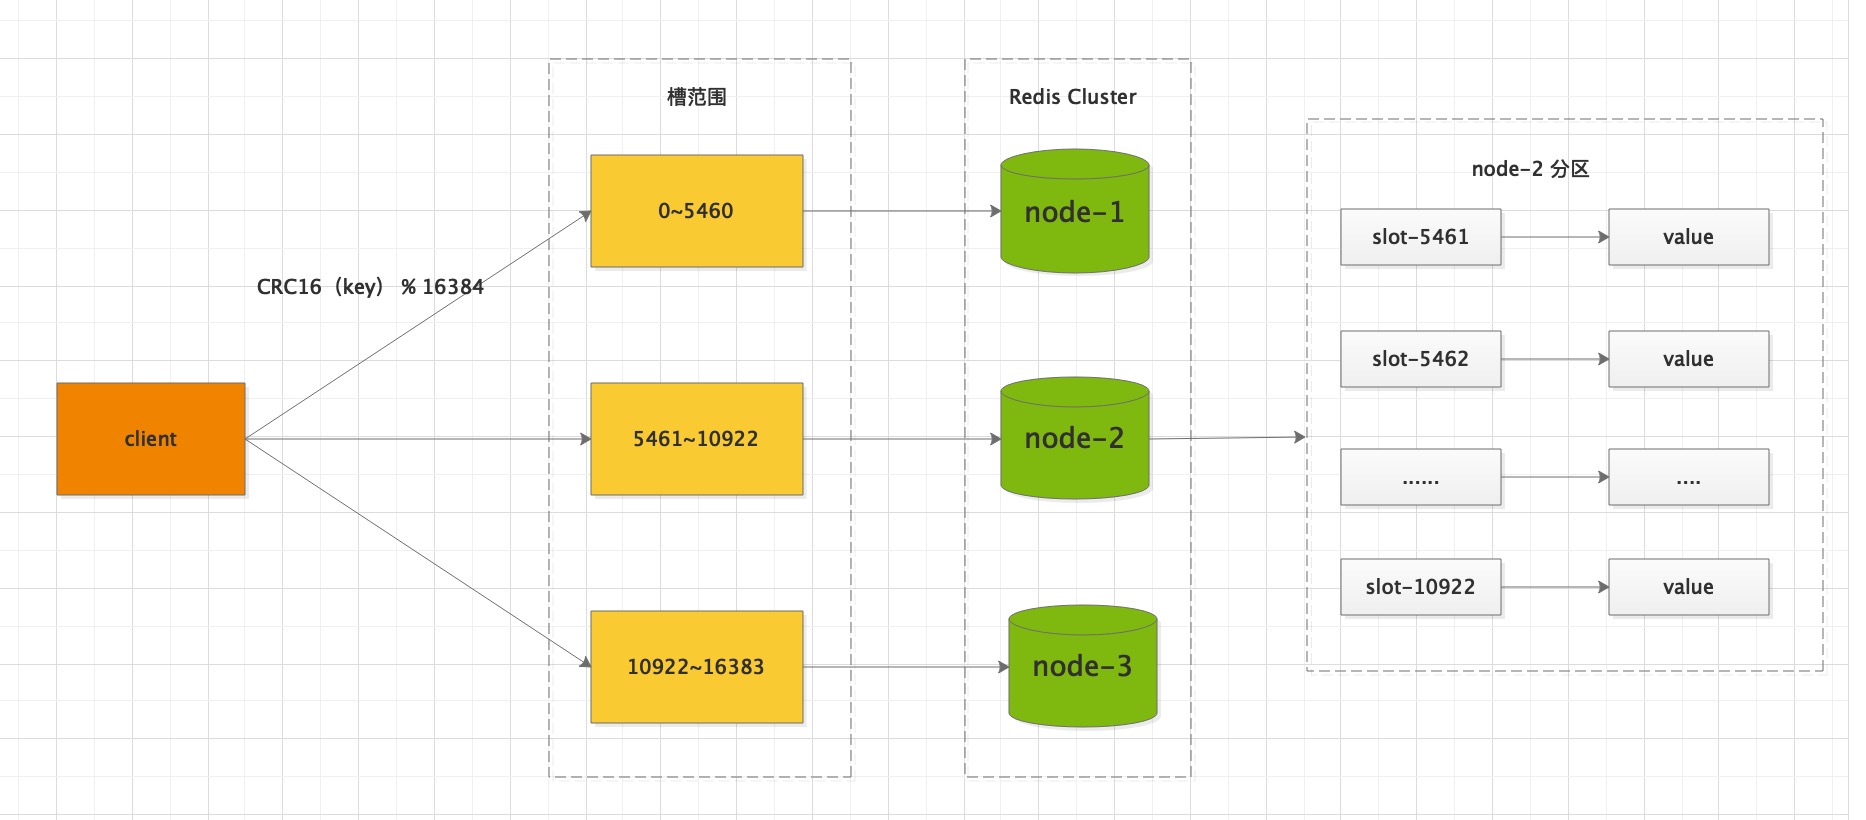 槽范围
Redis Cluster
node-2 分区
0~5460
node-1
slot-5461
value
CRC16（key） % 16384
slot-5462
value
client
5461~10922
node-2
......
....
slot-10922
value
10922~16383
node-3